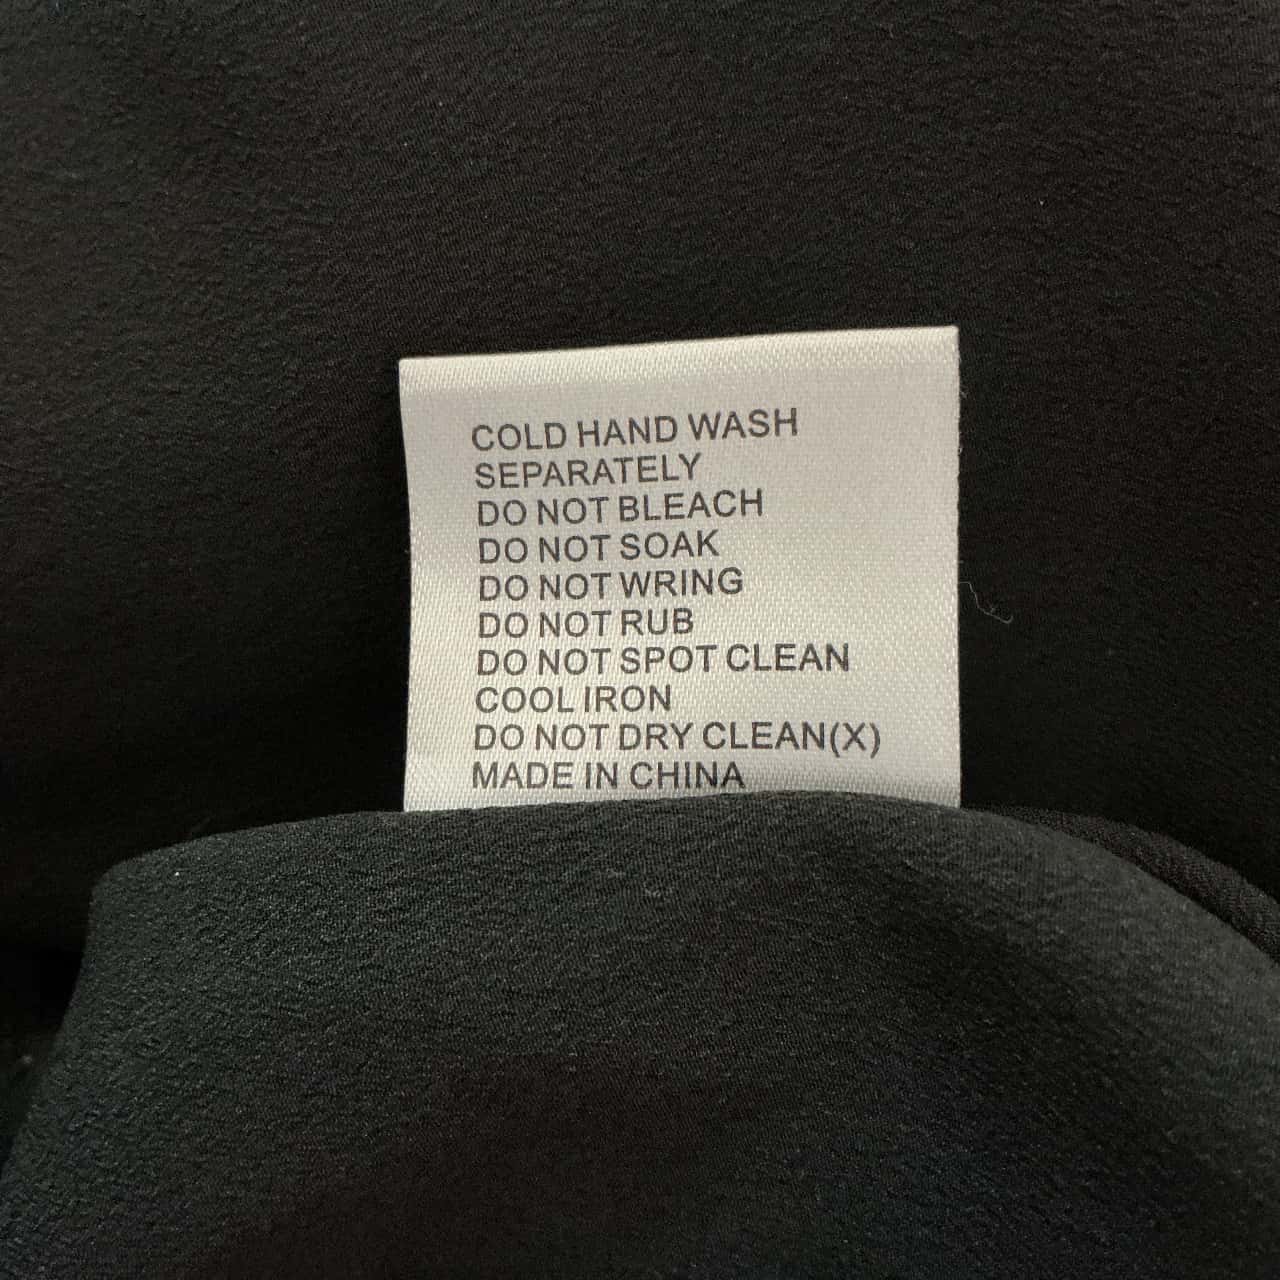 COLD HAND WASH
SEPARATELY
DO NOT BLEACH
DO NOT SOAK
DO NOT WRING
DO NOT RUB
DO NOT SPOT CLEAN
COOL IRON
DO NOT DRY CLEAN(X)
MADE IN CHINA